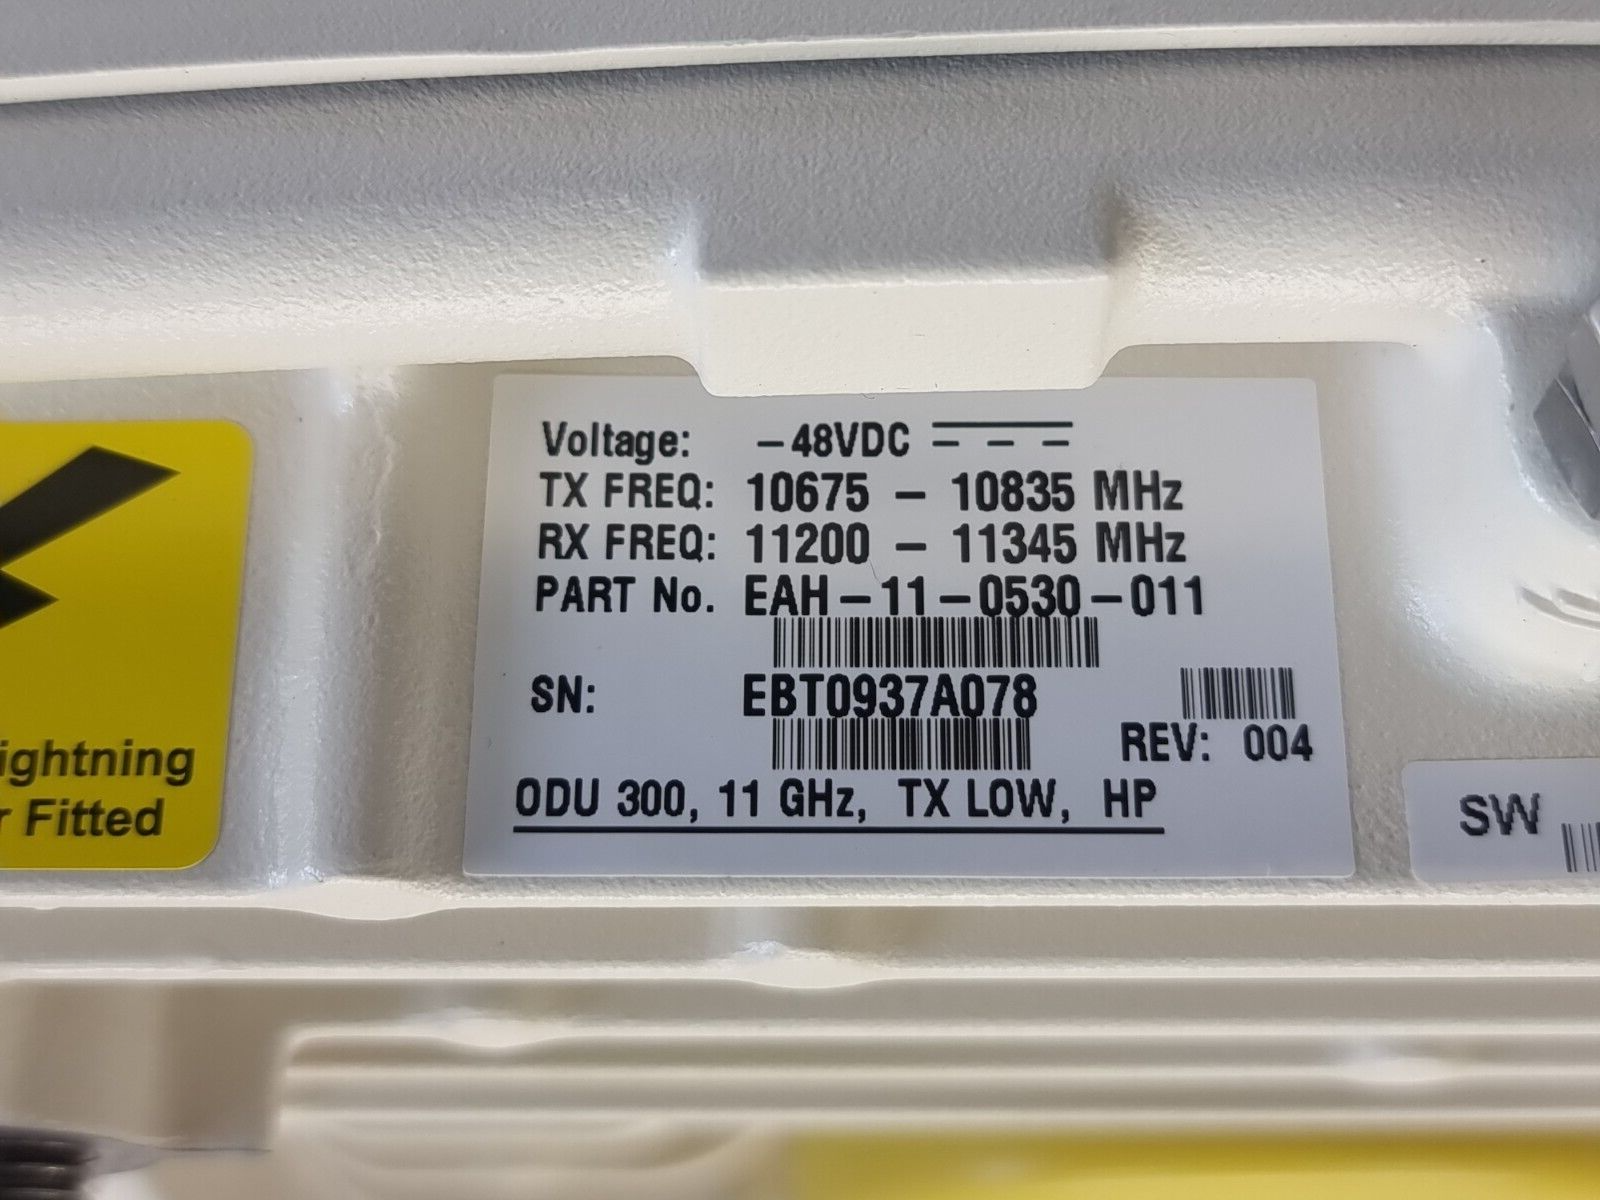 Voltage: -48VDC
TX FREQ: 10675 - 10835 MHz
RX FREQ: 11200 - 11345 MHz
PART No. EAH-11-0530-011
SN: EBT0937A078
REV: 004
ODU 300, 11 GHz, TX LOW, HP
ightning
r Fitted
SW